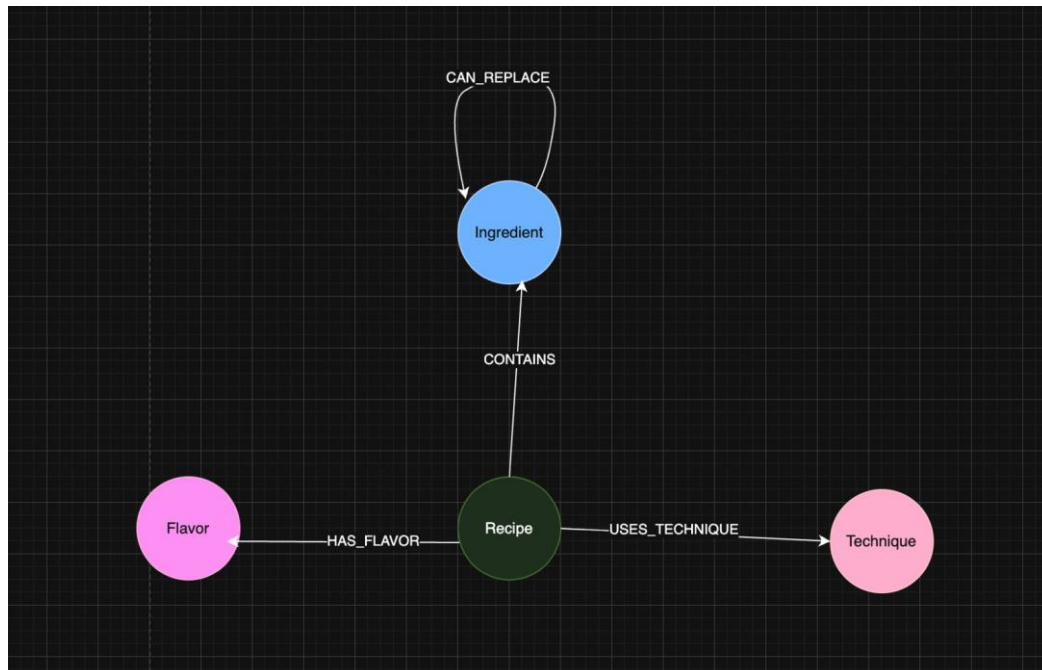 CAN_REPLACE
Ingredient
CONTAINS
Flavor
HAS_FLAVOR
Recipe
USES_TECHNIQUE
Technique